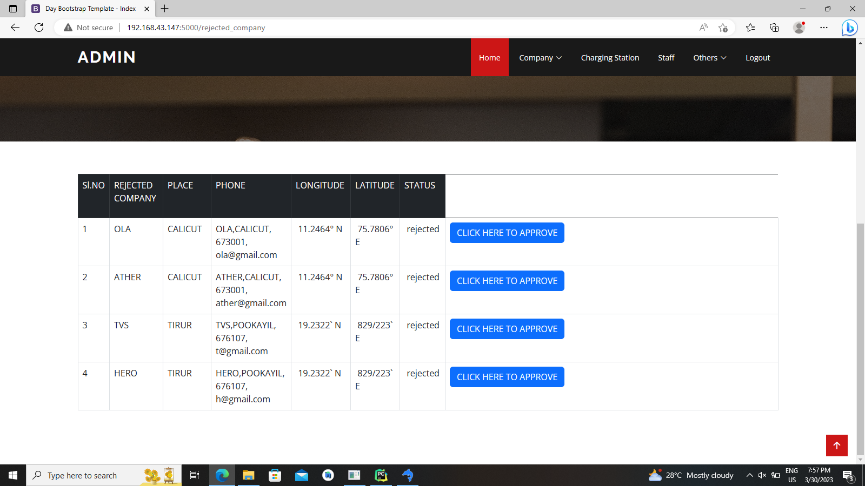 Day Bootstrap Template - Index
Not secure 192.168.43.147:5000/rejected_company
ADMIN
Home Company Charging Station Staff Others Logout
Sl.NO REJECTED COMPANY PLACE PHONE LONGITUDE LATITUDE STATUS
1 OLA CALICUT OLA,CALICUT, 11.2464° N 75.7806° rejected CLICK HERE TO APPROVE
673001, E
ola@gmail.com
2 ATHER CALICUT ATHER,CALICUT, 11.2464° N 75.7806° rejected CLICK HERE TO APPROVE
673001, E
ather@gmail.com
3 TVS TIRUR TVS,POOKAYIL, 19.2322` N 829/223` rejected CLICK HERE TO APPROVE
676107, E
t@gmail.com
4 HERO TIRUR HERO,POOKAYIL, 19.2322` N 829/223` rejected CLICK HERE TO APPROVE
676107, E
h@gmail.com
Type here to search
28°C Mostly cloudy
ENG
US
7:57 PM
3/30/2023
3